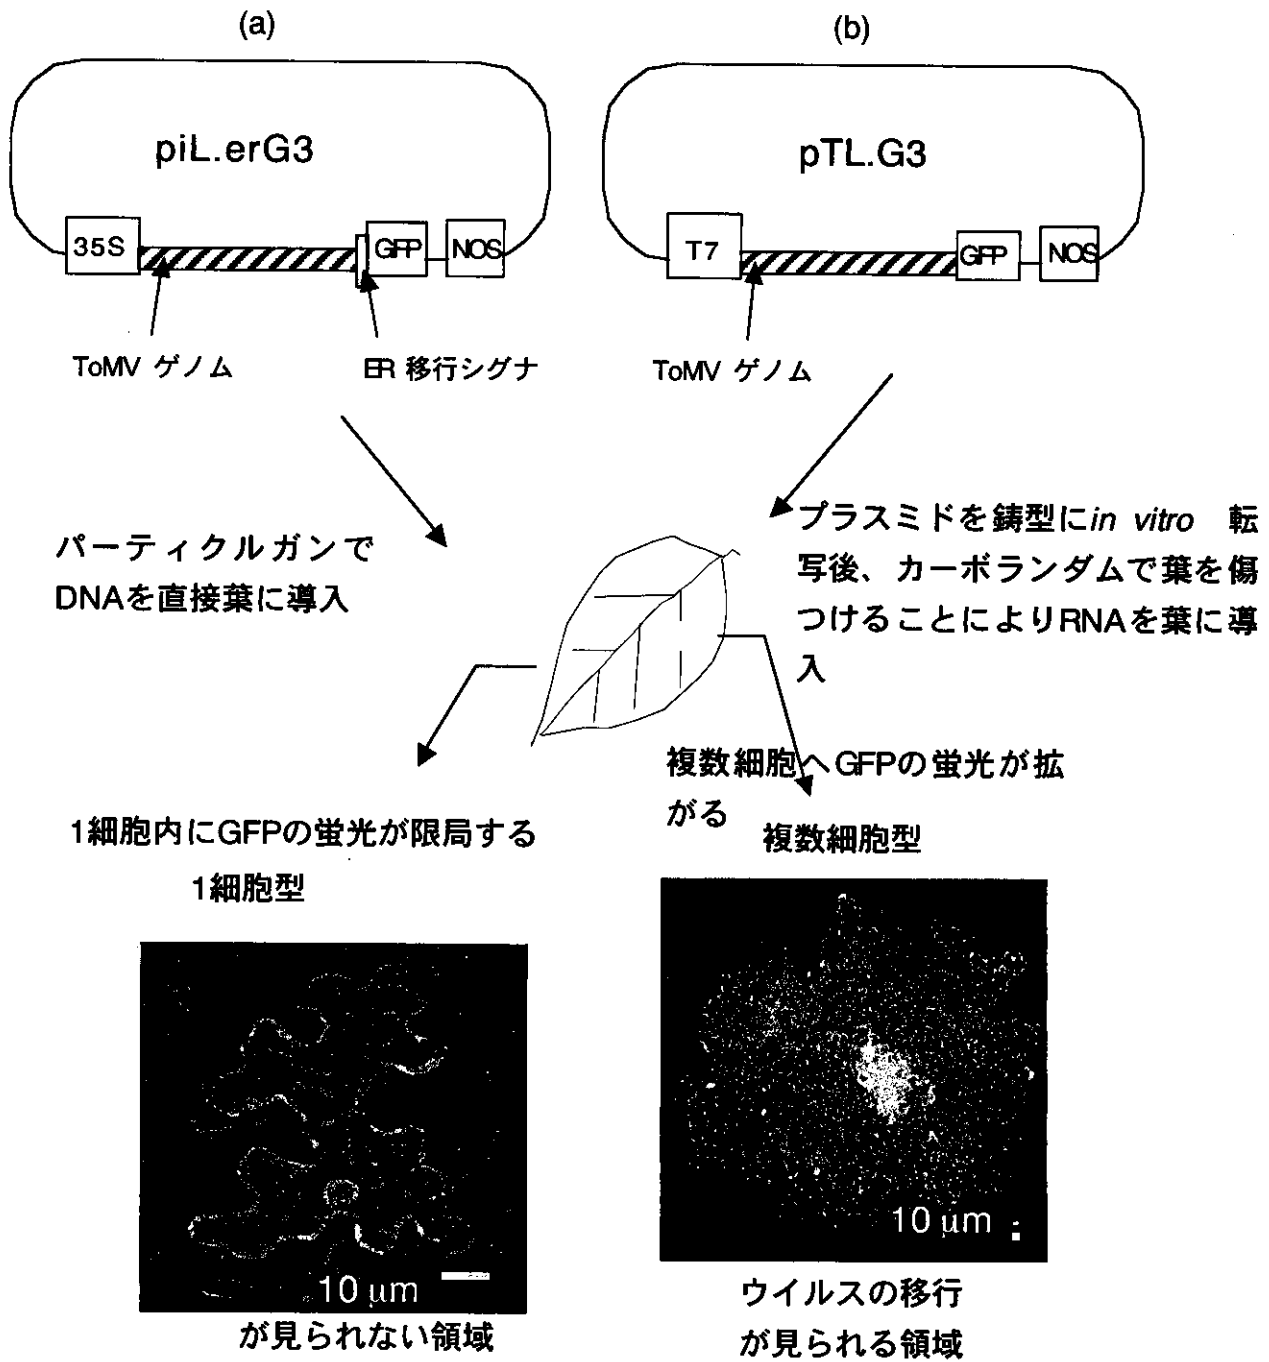 (a)
piL.erG3
35S
GFP
NOS
ToMV ゲノム
ER 移行シグナ
(b)
pTL.G3
T7
GFP
NOS
ToMV ゲノム
パーティクルガンで
DNAを直接葉に導入
プラスミドを鋳型にin vitro 転
写後、カーボランダムで葉を傷
つけることによりRNAを葉に導
入
1細胞内にGFPの蛍光が限局する
1細胞型
複数細胞へGFPの蛍光が拡
がる
複数細胞型
10 μm
が見られない領域
10 μm
ウイルスの移行
が見られる領域